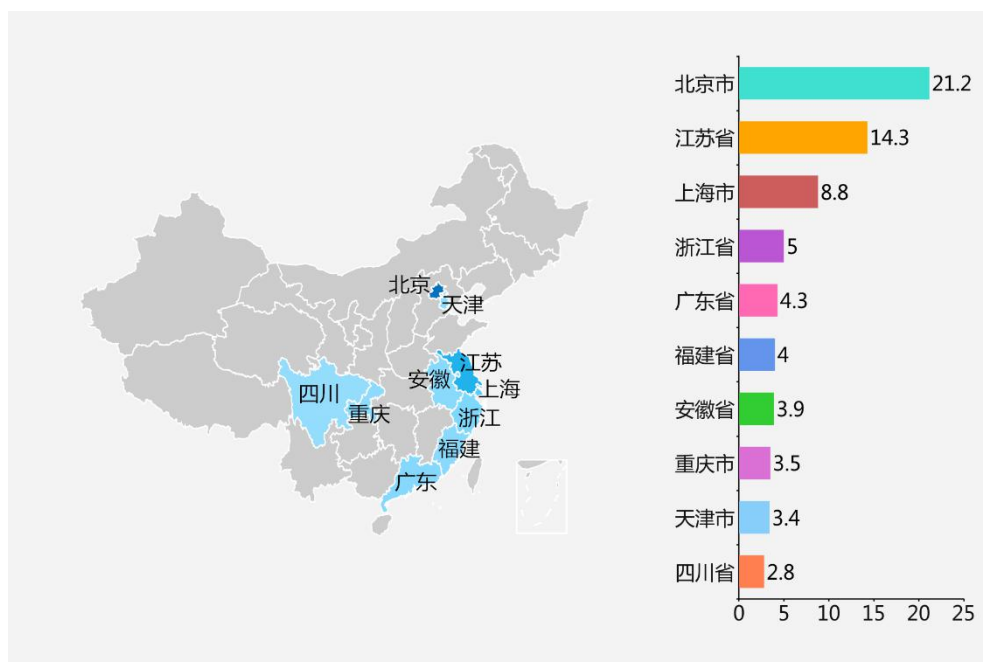 北京
天津
江苏
安徽
上海
四川
重庆
浙江
福建
广东
北京市 21.2
江苏省 14.3
上海市 8.8
浙江省 5
广东省 4.3
福建省 4
安徽省 3.9
重庆市 3.5
天津市 3.4
四川省 2.8
0 5 10 15 20 25